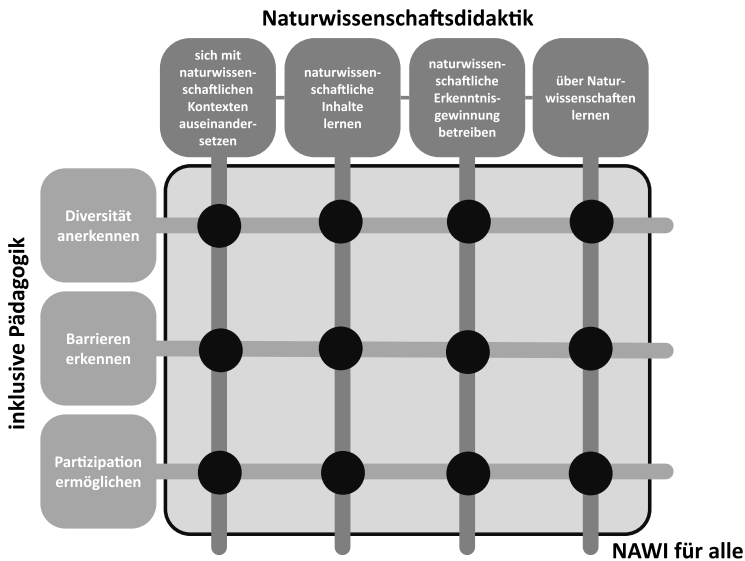 Naturwissenschaftsdidaktik
sich mit
naturwissen-
schaftlichen
Kontexten
auseinander-
setzen
naturwissen-
schaftliche
Inhalte
lernen
naturwissen-
schaftliche
Erkenntnis-
gewinnung
betreiben
über Natur-
wissenschaften
lernen
inklusive Pädagogik
Diversität
anerkennen
Barrieren
erkennen
Partizipation
ermöglichen
NAWI für alle